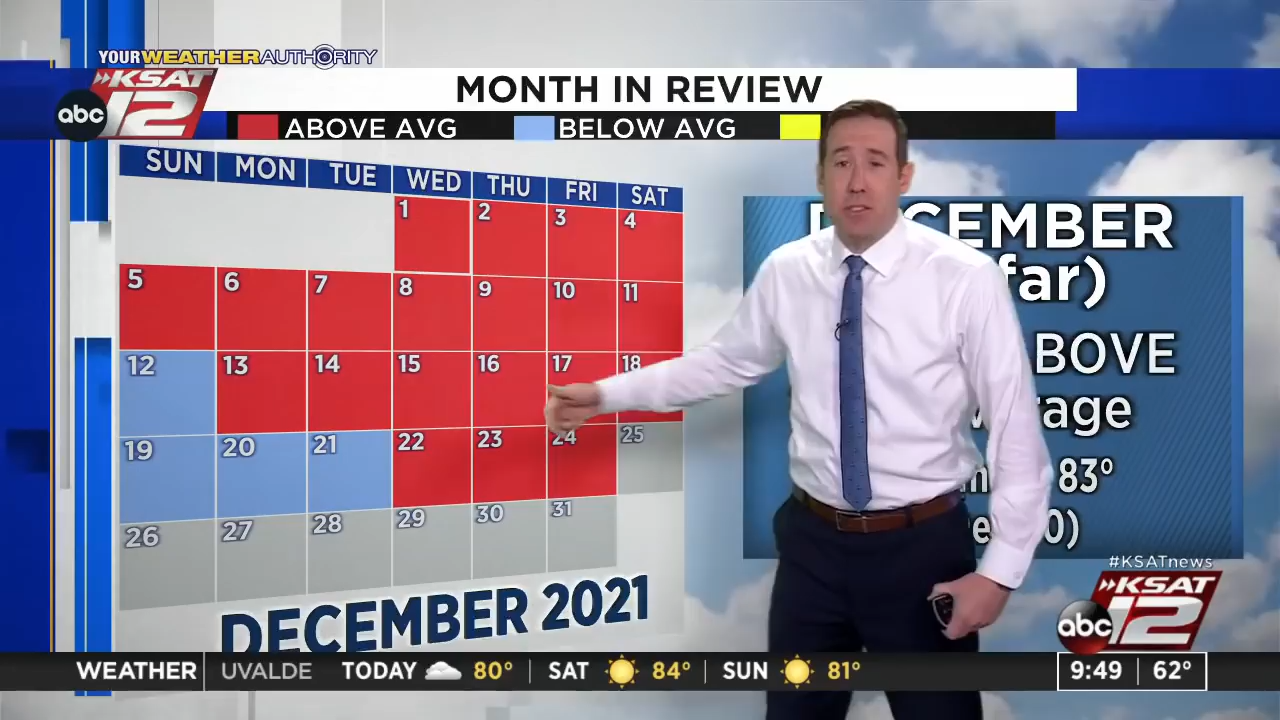 YOUR WEATHER AUTHORITY
KSAT
abc 12
MONTH IN REVIEW
ABOVE AVG BELOW AVG
SUN MON TUE WED THU FRI SAT
1 2 3 4
5 6 7 8 9 10 11
12 13 14 15 16 17 18
19 20 21 22 23 24 25
26 27 28 29 30 31
DECEMBER 2021
far)
83°
#KSATnews
KSAT
abc 12
WEATHER UVALDE TODAY 80° SAT 84° SUN 81° 9:49 62°